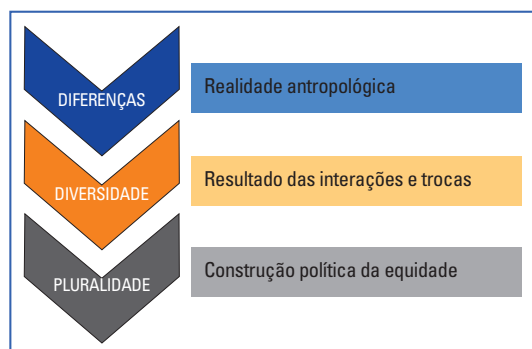 DIFERENÇAS
Realidade antropológica
DIVERSIDADE
Resultado das interações e trocas
PLURALIDADE
Construção política da equidade